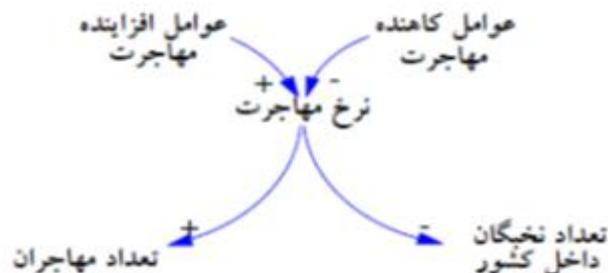 عوامل کاهنده
مهاجرت
عوامل افزاینده
مهاجرت
+
-
نرخ مهاجرت
+
-
تعداد نخبگان
داخل کشور
تعداد مهاجران